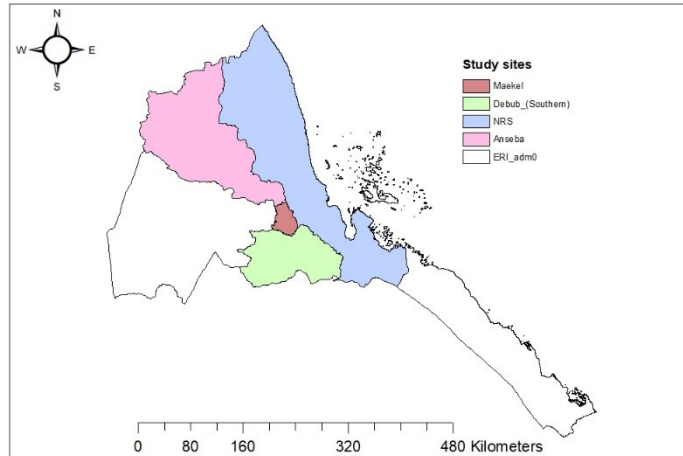 N
W E
S
Study sites
Maekel
Debub_(Southern)
NRS
Anseba
ERI_adm0
0 80 160 320 480 Kilometers